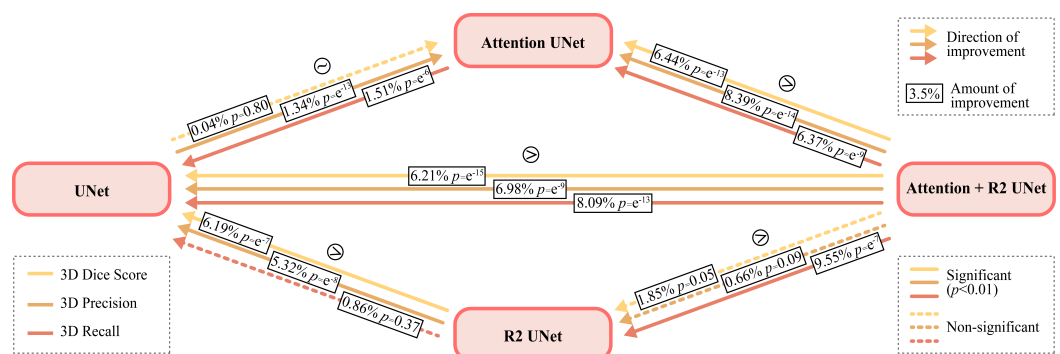 Attention UNet
Direction of
improvement
3.5%
Amount of
improvement
~
0.04% p=0.80
1.34% p=e-13
1.51% p=e-6
>
6.44% p=e-13
8.39% p=e-14
6.37% p=e-9
UNet
>
6.21% p=e-15
6.98% p=e-9
8.09% p=e-13
Attention + R2 UNet
>
6.19% p=e-7
5.32% p=e-8
0.86% p=0.37
>
1.85% p=0.05
0.66% p=0.09
9.55% p=e-7
3D Dice Score
3D Precision
3D Recall
R2 UNet
Significant
(p<0.01)
Non-significant